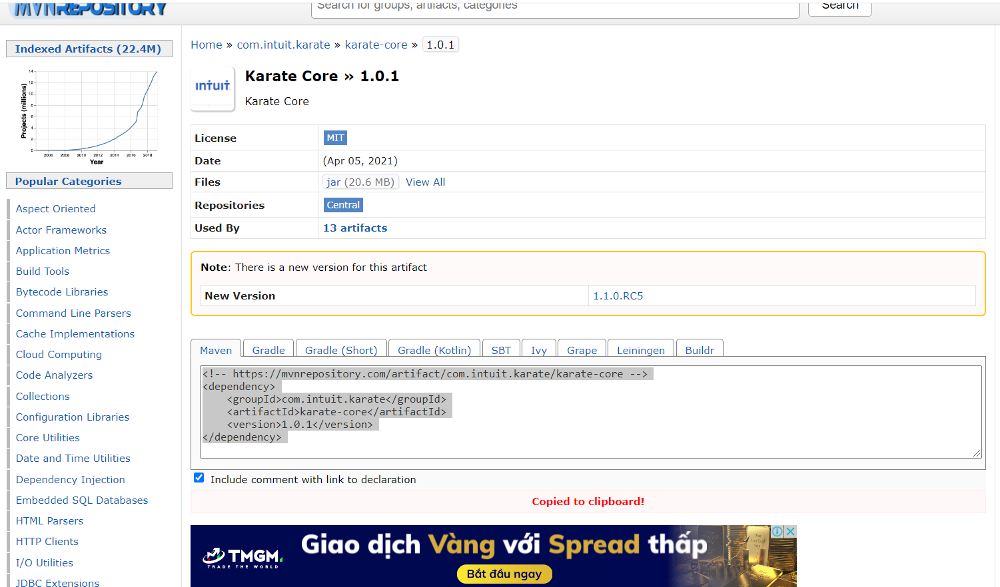 MVNREPOSITORY
Search for groups, artifacts, categories
Search
Indexed Artifacts (22.4M)
Projects (millions)
14
12
10
8
6
4
2
0
2006 2008 2010 2012 2014 2016 2018
Year
Popular Categories
Aspect Oriented
Actor Frameworks
Application Metrics
Build Tools
Bytecode Libraries
Command Line Parsers
Cache Implementations
Cloud Computing
Code Analyzers
Collections
Configuration Libraries
Core Utilities
Date and Time Utilities
Dependency Injection
Embedded SQL Databases
HTML Parsers
HTTP Clients
I/O Utilities
JDBC Extensions
Home » com.intuit.karate » karate-core » 1.0.1
intuit
Karate Core » 1.0.1
Karate Core
License MIT
Date (Apr 05, 2021)
Files jar (20.6 MB) View All
Repositories Central
Used By 13 artifacts
Note: There is a new version for this artifact
New Version 1.1.0.RC5
Maven Gradle Gradle (Short) Gradle (Kotlin) SBT Ivy Grape Leiningen Buildr
<!-- https://mvnrepository.com/artifact/com.intuit.karate/karate-core -->
<dependency>
    <groupId>com.intuit.karate</groupId>
    <artifactId>karate-core</artifactId>
    <version>1.0.1</version>
</dependency>
Include comment with link to declaration
Copied to clipboard!
TMGM
TRADE THE WORLD
Giao dịch Vàng với Spread thấp
Bắt đầu ngay